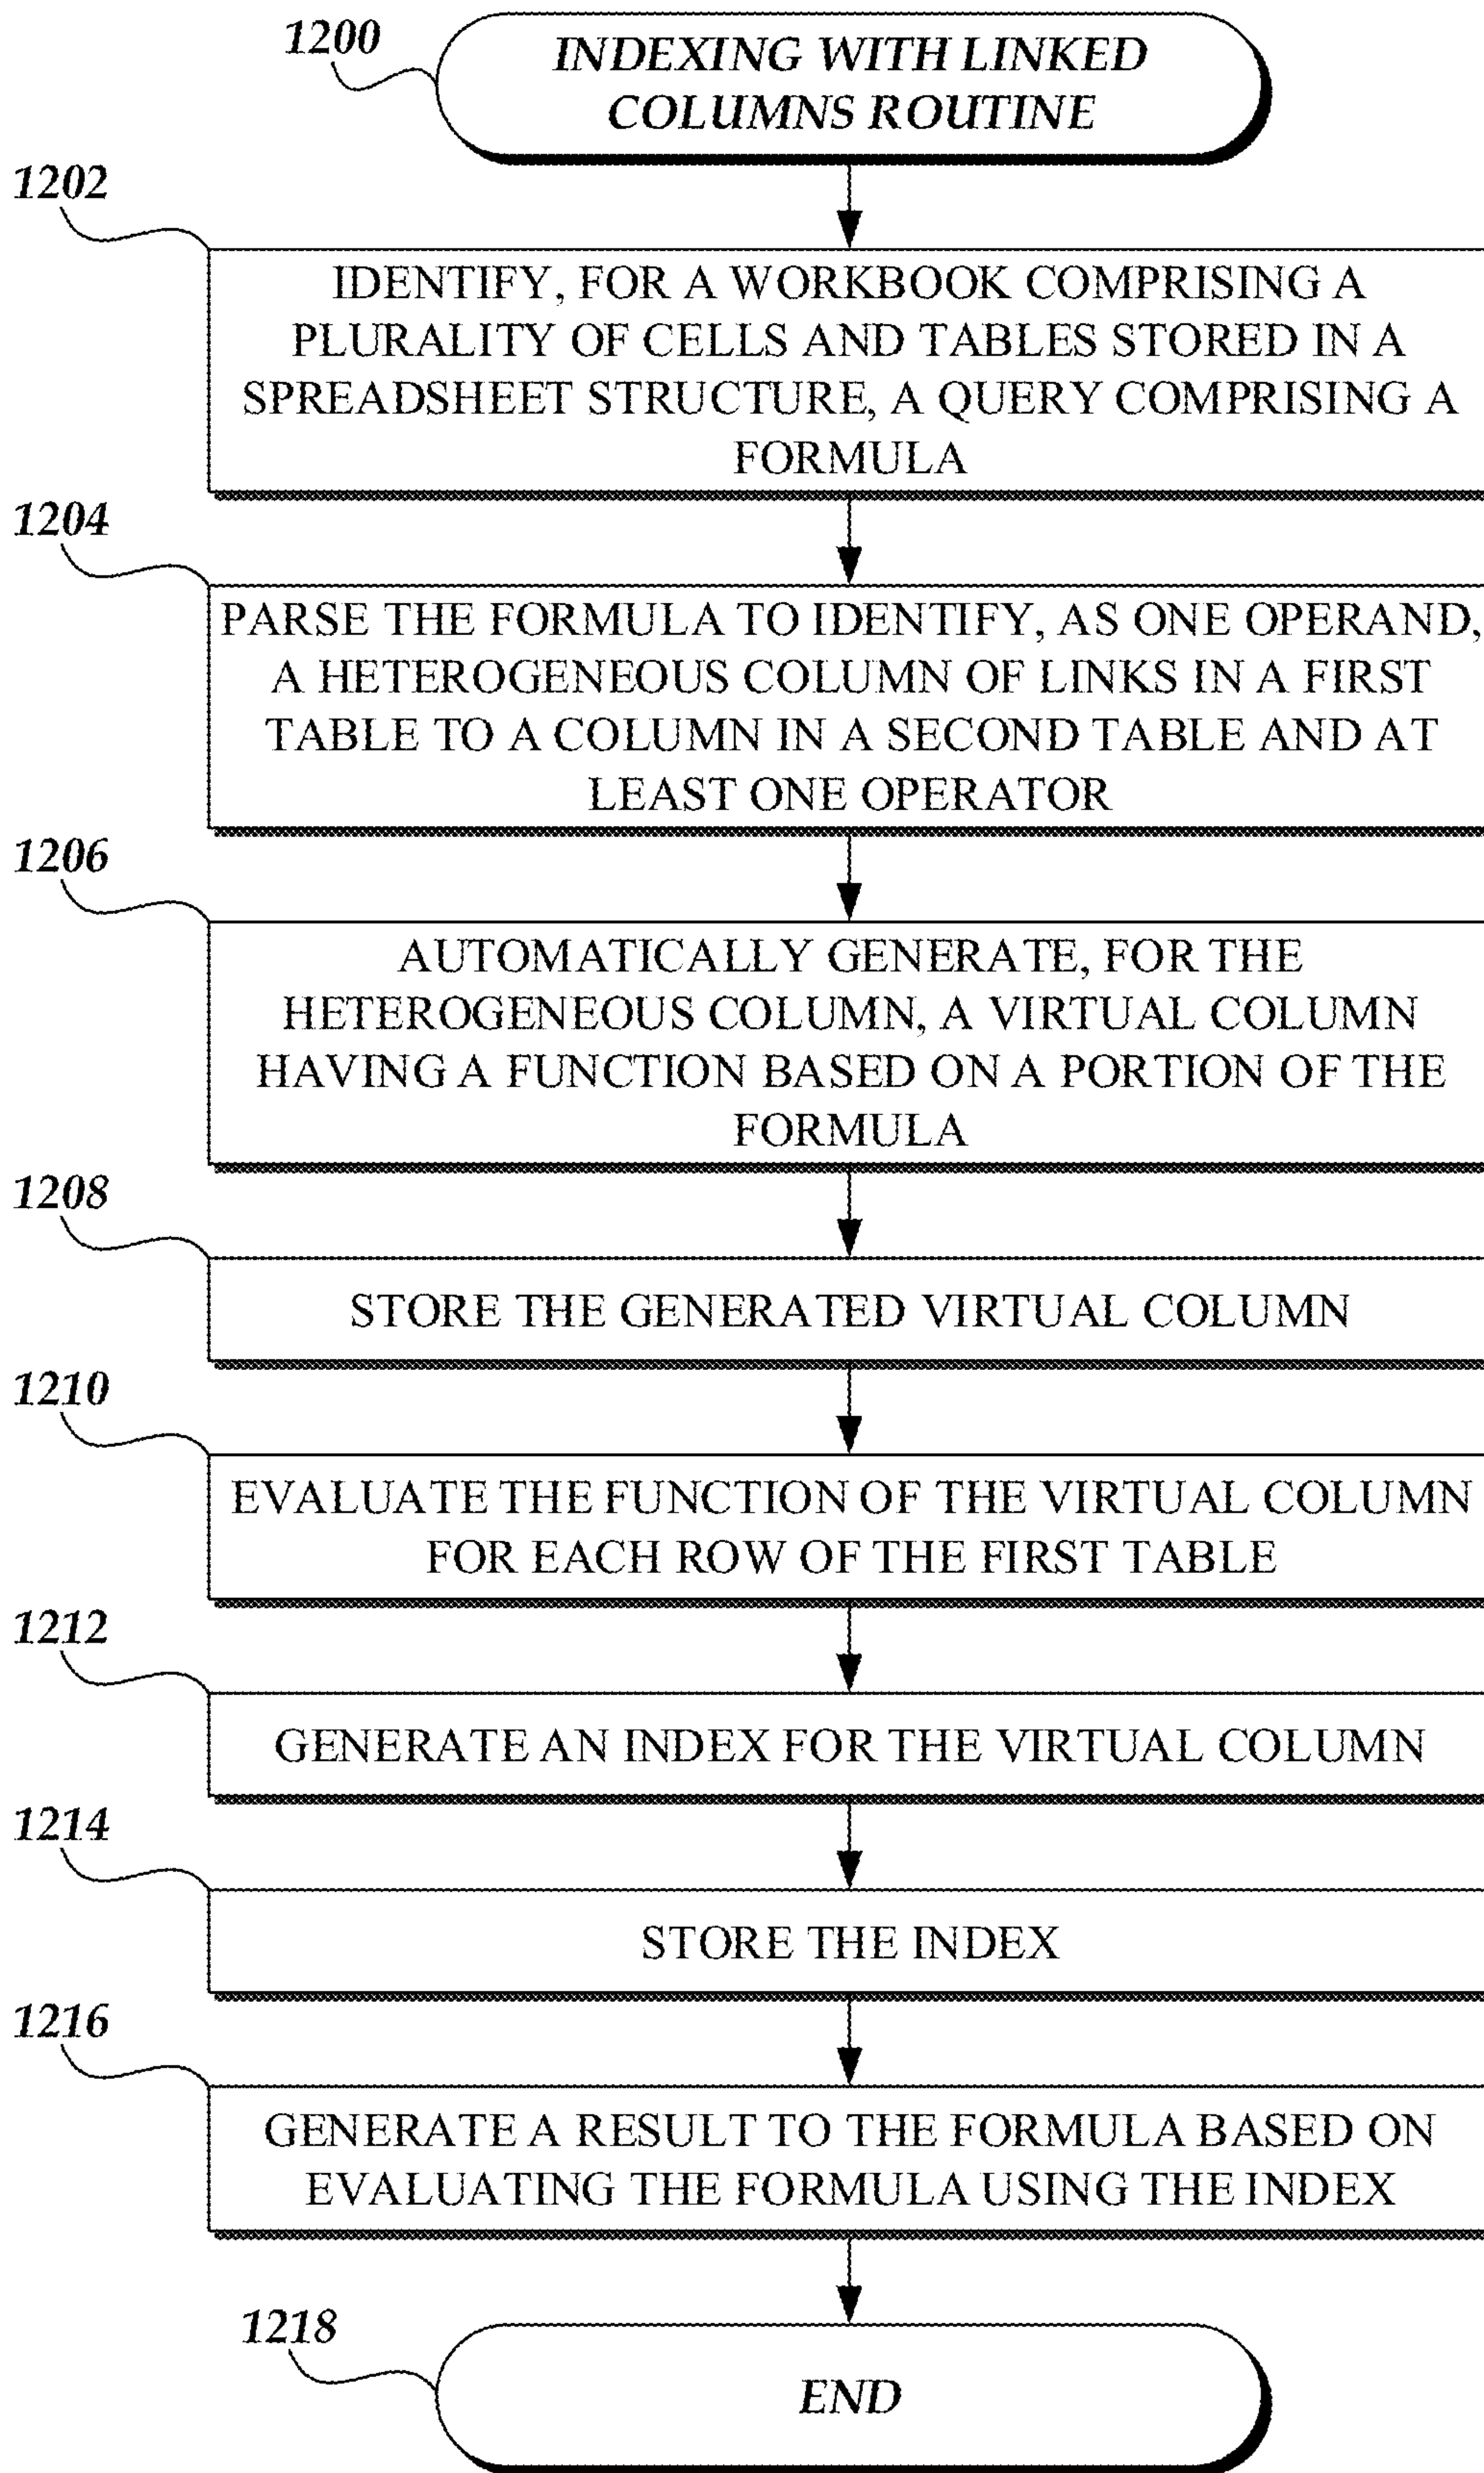 1200
INDEXING WITH LINKED
COLUMNS ROUTINE
1202
IDENTIFY, FOR A WORKBOOK COMPRISING A
PLURALITY OF CELLS AND TABLES STORED IN A
SPREADSHEET STRUCTURE, A QUERY COMPRISING A
FORMULA
1204
PARSE THE FORMULA TO IDENTIFY, AS ONE OPERAND,
A HETEROGENEOUS COLUMN OF LINKS IN A FIRST
TABLE TO A COLUMN IN A SECOND TABLE AND AT
LEAST ONE OPERATOR
1206
AUTOMATICALLY GENERATE, FOR THE
HETEROGENEOUS COLUMN, A VIRTUAL COLUMN
HAVING A FUNCTION BASED ON A PORTION OF THE
FORMULA
1208
STORE THE GENERATED VIRTUAL COLUMN
1210
EVALUATE THE FUNCTION OF THE VIRTUAL COLUMN
FOR EACH ROW OF THE FIRST TABLE
1212
GENERATE AN INDEX FOR THE VIRTUAL COLUMN
1214
STORE THE INDEX
1216
GENERATE A RESULT TO THE FORMULA BASED ON
EVALUATING THE FORMULA USING THE INDEX
1218
END